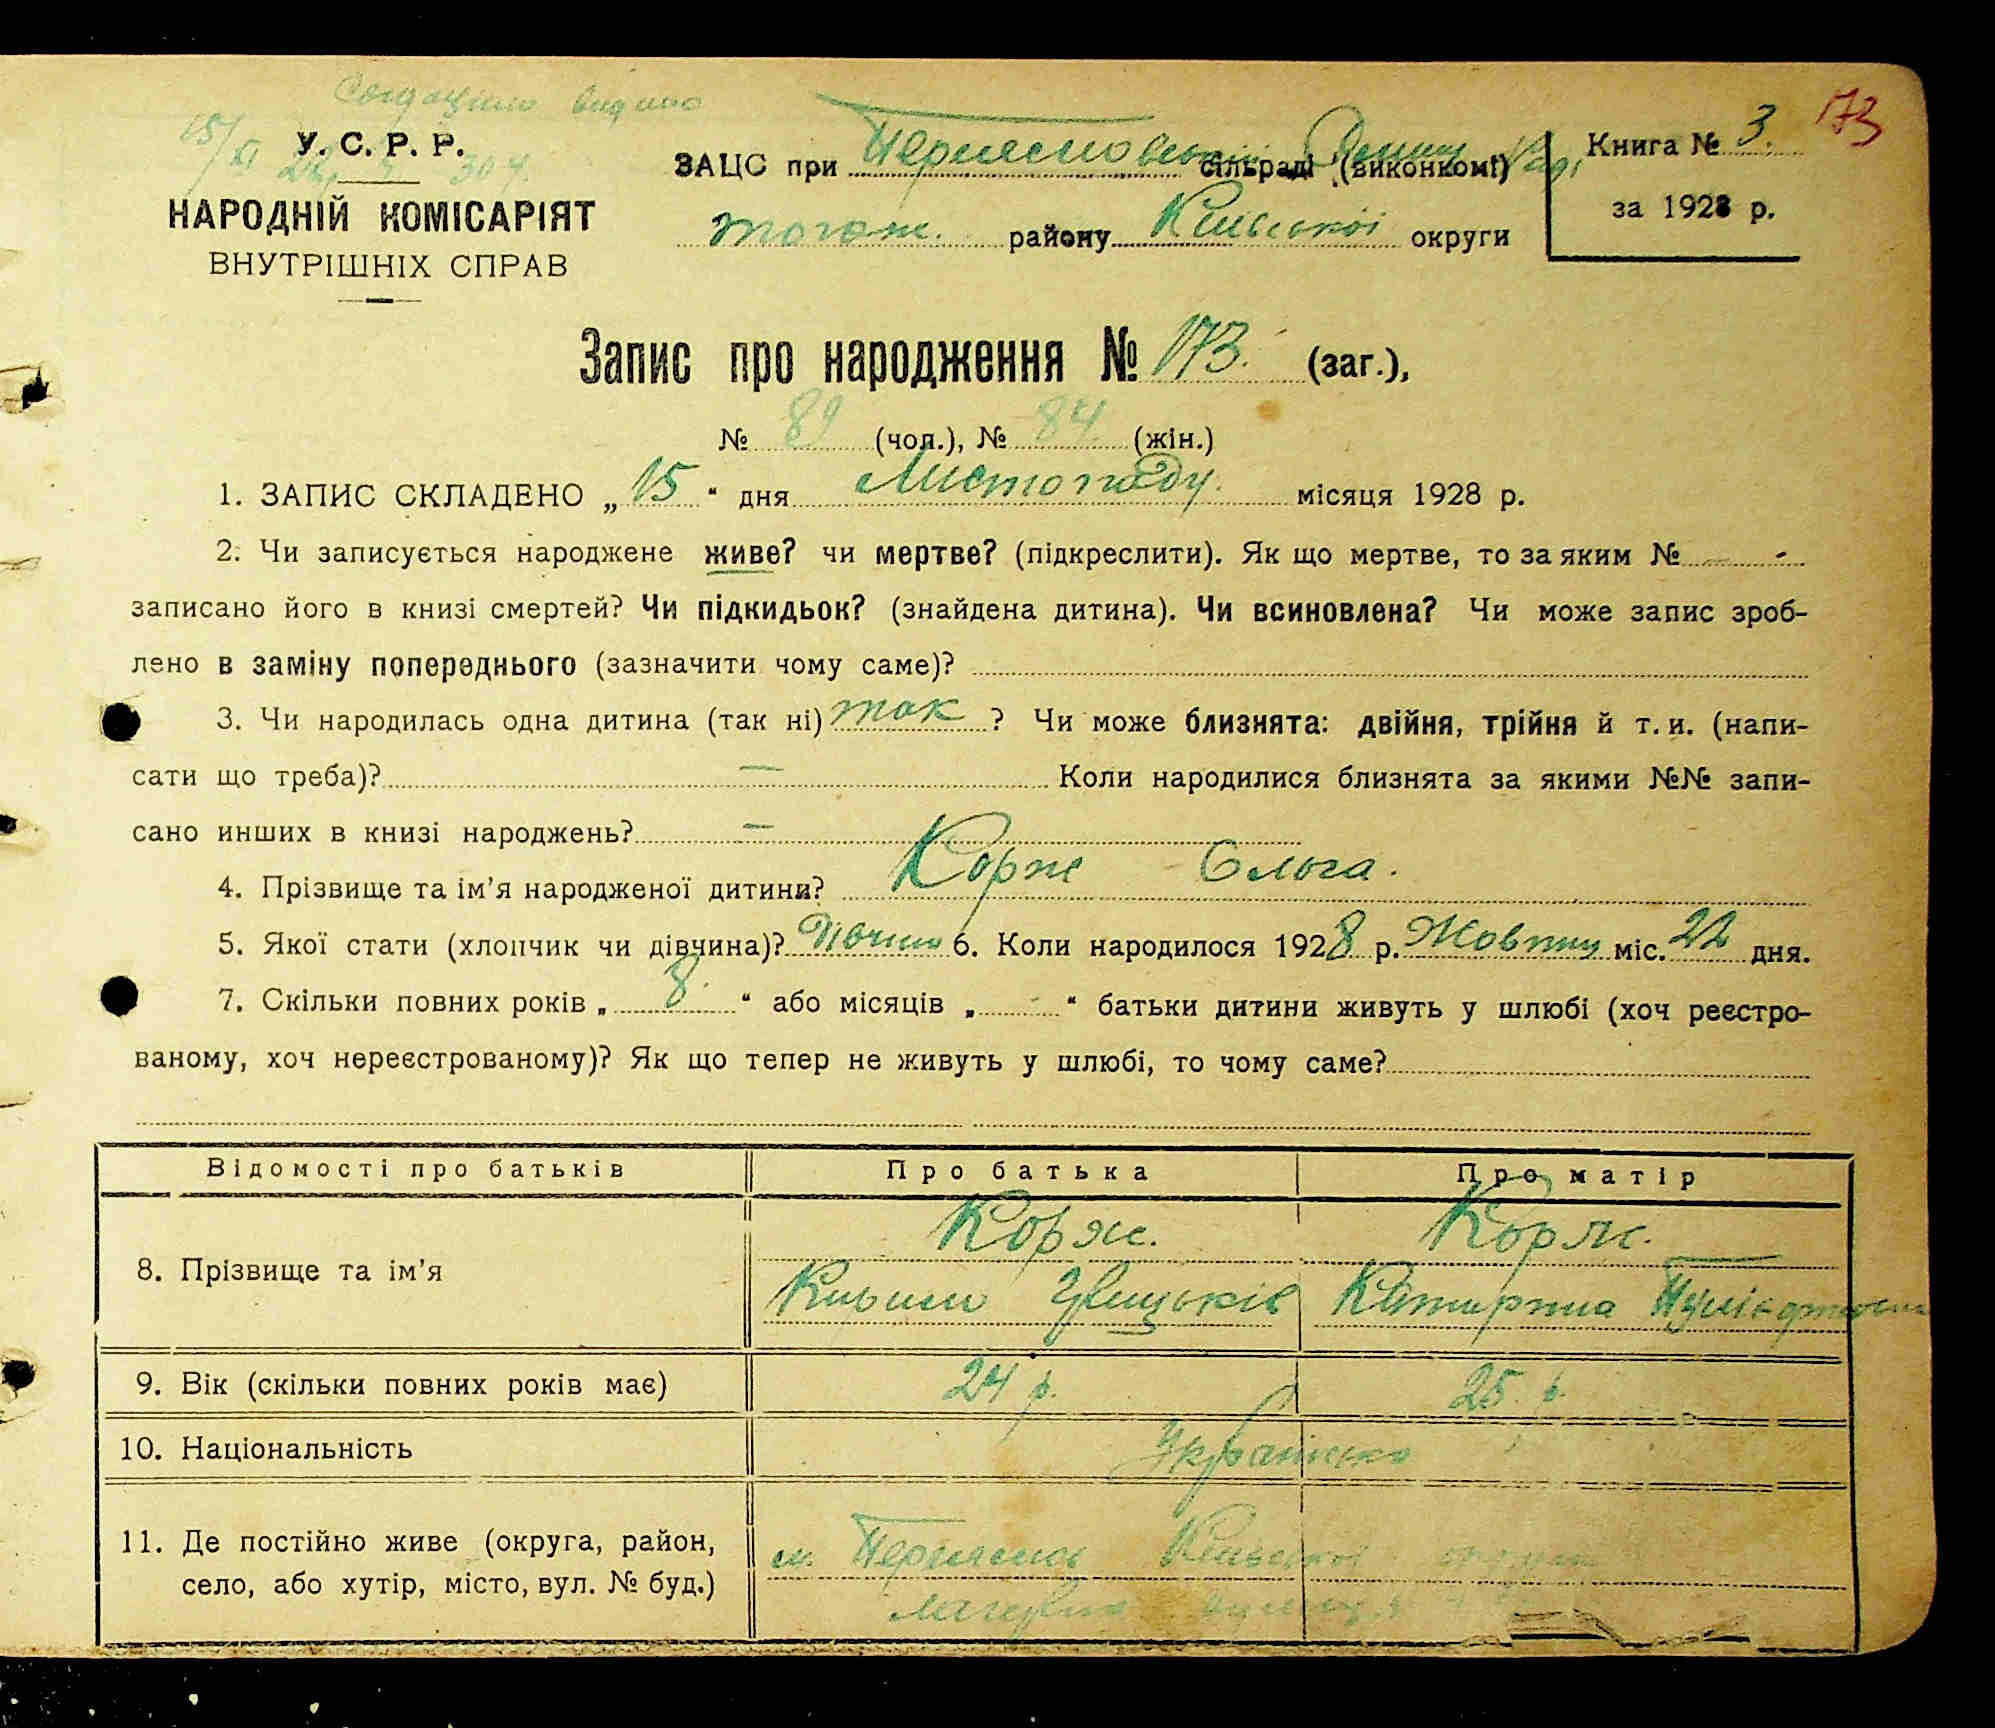 173
15/XI
У. С. Р. Р.
НАРОДНІЙ КОМІСАРІЯТ
ВНУТРІШНІХ СПРАВ
ЗАЦС при сільраді (виконкомі)
району Київської округи
Книга № 3.
за 1928 р.
Запис про народження № 173. (заг.),
№ 89 (чол.), № 84 (жін.)
1. ЗАПИС СКЛАДЕНО „ 15 “ дня Листопаду. місяця 1928 р.
2. Чи записується народжене живе? чи мертве? (підкреслити). Як що мертве, то за яким № —
записано його в книзі смертей? Чи підкидьок? (знайдена дитина). Чи всиновлена? Чи може запис зроб-
лено в заміну попереднього (зазначити чому саме)?
3. Чи народилась одна дитина (так ні) так ? Чи може близнята: двійня, трійня й т. и. (напи-
сати що треба)? — Коли народилися близнята за якими №№ запи-
сано инших в книзі народжень? —
4. Прізвище та ім’я народженої дитини? Корж Ольга.
5. Якої стати (хлопчик чи дівчина)? 6. Коли народилося 1928 р. Жовтня міс. 22 дня.
7. Скільки повних років „ 8. “ або місяців „ - “ батьки дитини живуть у шлюбі (хоч реєстро-
ваному, хоч нереєстрованому)? Як що тепер не живуть у шлюбі, то чому саме?
Відомості про батьків Про батька Про матір
8. Прізвище та ім’я Корж. Корж.
Кирило Катерина
9. Вік (скільки повних років має) 24 р. 25. р.
10. Національність
11. Де постійно живе (округа, район,
село, або хутір, місто, вул. № буд.)
м. Київської округи